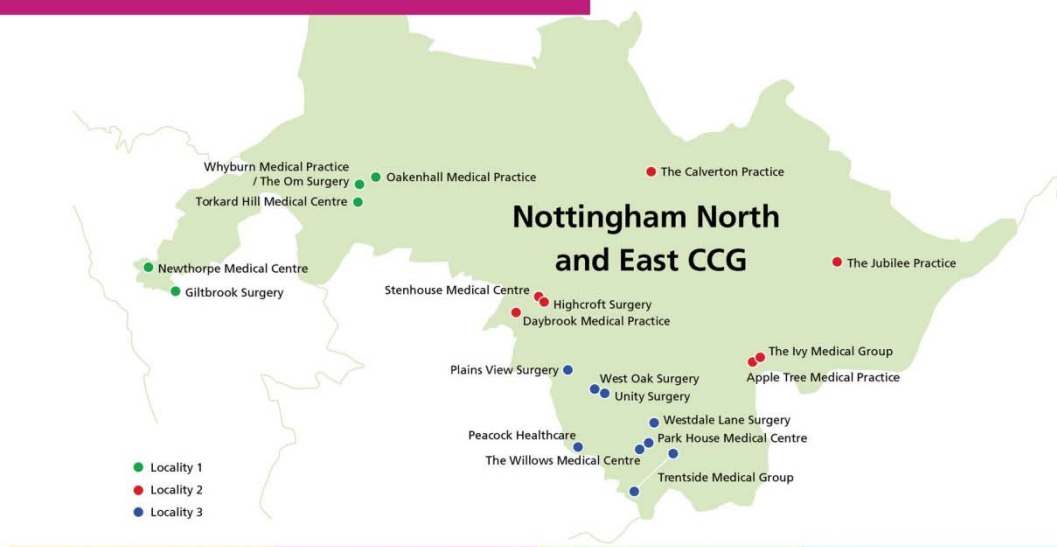 Whyburn Medical Practice
/ The Om Surgery
Oakenhall Medical Practice
Torkard Hill Medical Centre
The Calverton Practice
Nottingham North
and East CCG
Newthorpe Medical Centre
Giltbrook Surgery
The Jubilee Practice
Stenhouse Medical Centre
Highcroft Surgery
Daybrook Medical Practice
The Ivy Medical Group
Apple Tree Medical Practice
Plains View Surgery
West Oak Surgery
Unity Surgery
Westdale Lane Surgery
Peacock Healthcare
Park House Medical Centre
The Willows Medical Centre
Trentside Medical Group
Locality 1
Locality 2
Locality 3